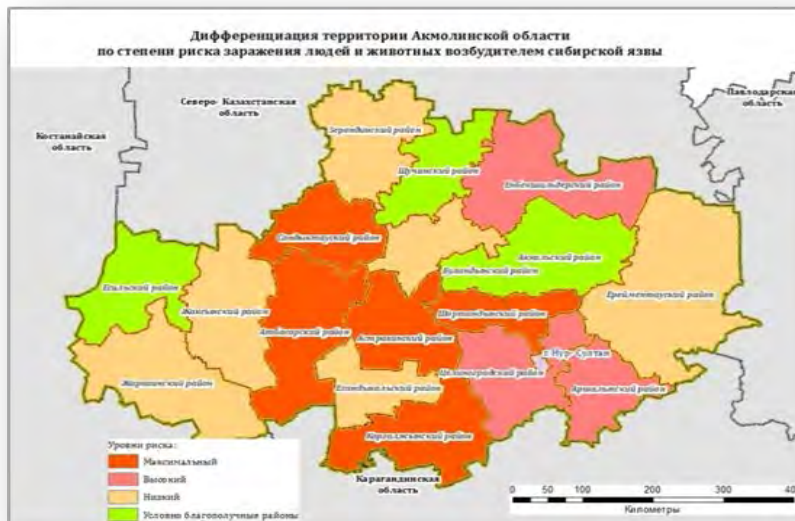 Дифференциация территории Акмолинской области
по степени риска заражения людей и животных возбудителем сибирской язвы
Северо- Казахстанская
область
Павлодарская
область
Костанайская
область
Зерендинский район
Щучинский район
Енбекшильдерский район
Сандыктауский район
Буландынский район
Аккольский район
Есильский район
Жаксынский район
Атбасарский район
Астраханский район
Шортандынский район
Ерейментауский район
г. Нур-Султан
Жаркаинский район
Егиндыкольский район
Целиноградский район
Аршалынский район
Коргалжынский район
Карагандинская
область
Уровни риска:
Максимальный
Высокий
Низкий
Условно благополучные районы
0 50 100 200 300 40
Километры